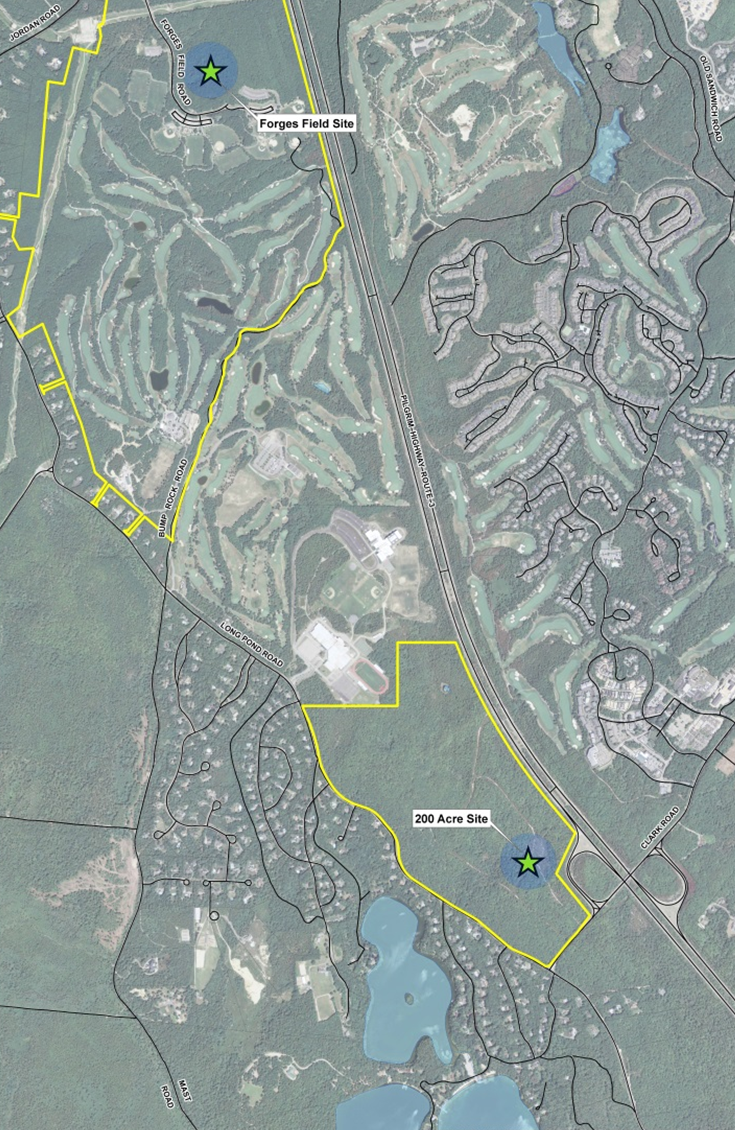 JORDAN ROAD
FORGES FIELD ROAD
OLD SANDWICH ROAD
Forges Field Site
PILGRIM-HIGHWAY-ROUTE-3
BUMP ROCK ROAD
LONG POND ROAD
200 Acre Site
CLARK ROAD
MAST
ROAD